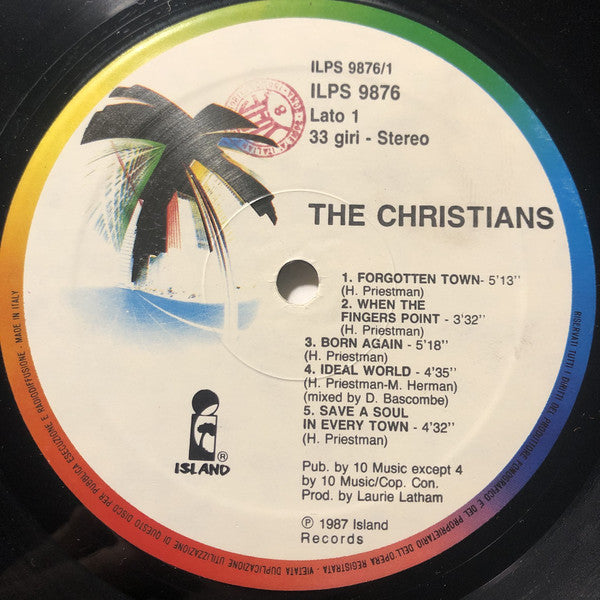 ILPS 9876/1
ILPS 9876
Lato 1
33 giri - Stereo
THE CHRISTIANS
1. FORGOTTEN TOWN- 5'13''
(H. Priestman)
2. WHEN THE
FINGERS POINT - 3'32''
(H. Priestman)
3. BORN AGAIN - 5'18''
(H. Priestman)
4. IDEAL WORLD - 4'35''
(H. Priestman-M. Herman)
(mixed by D. Bascombe)
5. SAVE A SOUL
IN EVERY TOWN - 4'32''
(H. Priestman)
Pub. by 10 Music except 4
by 10 Music/Cop. Con.
Prod. by Laurie Latham
℗ 1987 Island
Records
i
®
ISLAND
RISERVATI TUTTI I DIRITTI DEL PRODUTTORE FONOGRAFICO E DEL PROPRIETARIO DELL'OPERA REGISTRATA - VIETATA DUPLICAZIONE UTILIZZAZIONE DI QUESTO DISCO PER PUBBLICA ESECUZIONE E RADIODIFFUSIONE - MADE IN ITALY